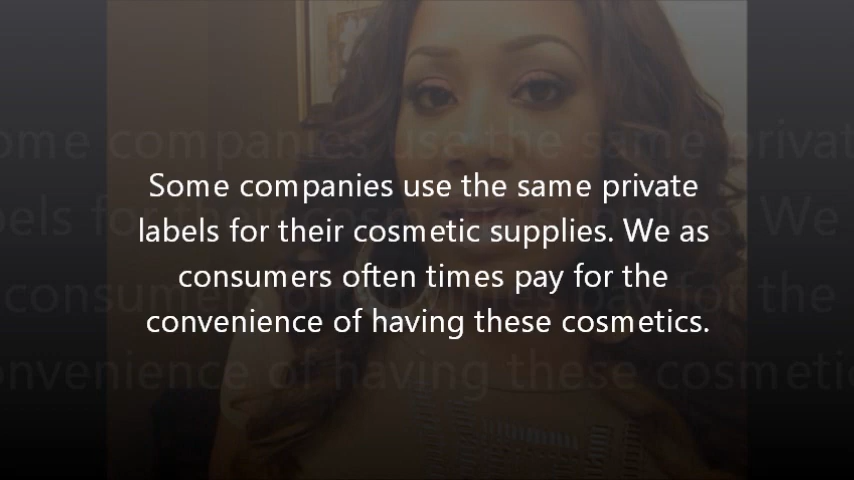 Some companies use the same private
labels for their cosmetic supplies. We as
consumers often times pay for the
convenience of having these cosmetics.